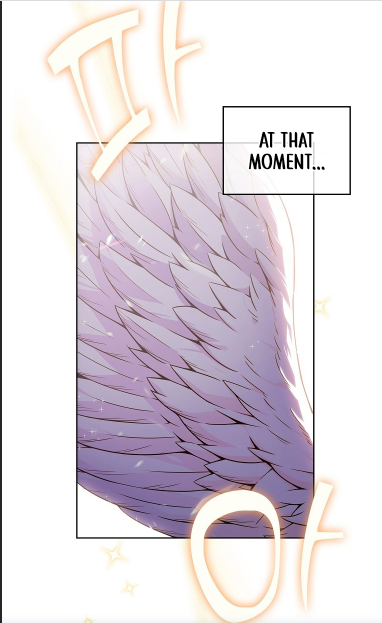 파
AT THAT
MOMENT...
아